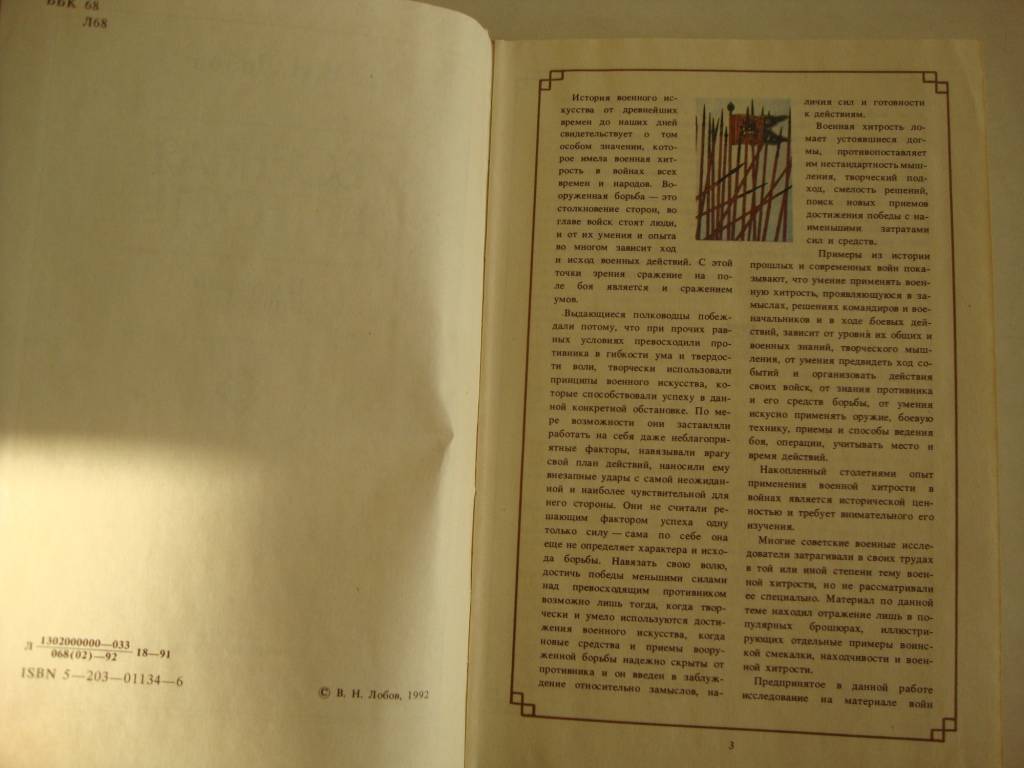 ББК 68
Л68
Л 1302000000—033 18—91
068(02)—92
ISBN 5—203—01134—6
© В. Н. Лобов, 1992
История военного ис-
кусства от древнейших
времен до наших дней
свидетельствует о том
особом значении, кото-
рое имела военная хит-
рость в войнах всех
времен и народов. Во-
оруженная борьба — это
столкновение сторон, во
главе войск стоят люди,
и от их умения и опыта
во многом зависит ход
и исход военных действий. С этой
точки зрения сражение на по-
ле боя является и сражением
умов.
Выдающиеся полководцы побеж-
дали потому, что при прочих рав-
ных условиях превосходили про-
тивника в гибкости ума и твердос-
ти воли, творчески использовали
принципы военного искусства, ко-
торые способствовали успеху в дан-
ной конкретной обстановке. По ме-
ре возможности они заставляли
работать на себя даже неблагопри-
ятные факторы, навязывали врагу
свой план действий, наносили ему
внезапные удары с самой неожидан-
ной и наиболее чувствительной для
него стороны. Они не считали ре-
шающим фактором успеха одну
только силу — сама по себе она
еще не определяет характера и исхо-
да борьбы. Навязать свою волю,
достичь победы меньшими силами
над превосходящим противником
возможно лишь тогда, когда твор-
чески и умело используются дости-
жения военного искусства, когда
новые средства и приемы воору-
женной борьбы надежно скрыты от
противника и он введен в заблуж-
дение относительно замыслов, на-
личия сил и готовности
к действиям.
Военная хитрость ло-
мает устоявшиеся дог-
мы, противопоставляет
им нестандартность мыш-
ления, творческий под-
ход, смелость решений,
поиск новых приемов
достижения победы с на-
именьшими затратами
сил и средств.
Примеры из истории
прошлых и современных войн пока-
зывают, что умение применять воен-
ную хитрость, проявляющуюся в за-
мыслах, решениях командиров и вое-
начальников и в ходе боевых дей-
ствий, зависит от уровня их общих и
военных знаний, творческого мыш-
ления, от умения предвидеть ход со-
бытий и организовать действия
своих войск, от знания противника
и его средств борьбы, от умения
искусно применять оружие, боевую
технику, приемы и способы ведения
боя, операции, учитывать место и
время действий.
Накопленный столетиями опыт
применения военной хитрости в
войнах является исторической цен-
ностью и требует внимательного его
изучения.
Многие советские военные иссле-
дователи затрагивали в своих трудах
в той или иной степени тему воен-
ной хитрости, но не рассматривали
ее специально. Материал по данной
теме находил отражение лишь в по-
пулярных брошюрах, иллюстри-
рующих отдельные примеры воинс-
кой смекалки, находчивости и воен-
ной хитрости.
Предпринятое в данной работе
исследование на материале войн
3